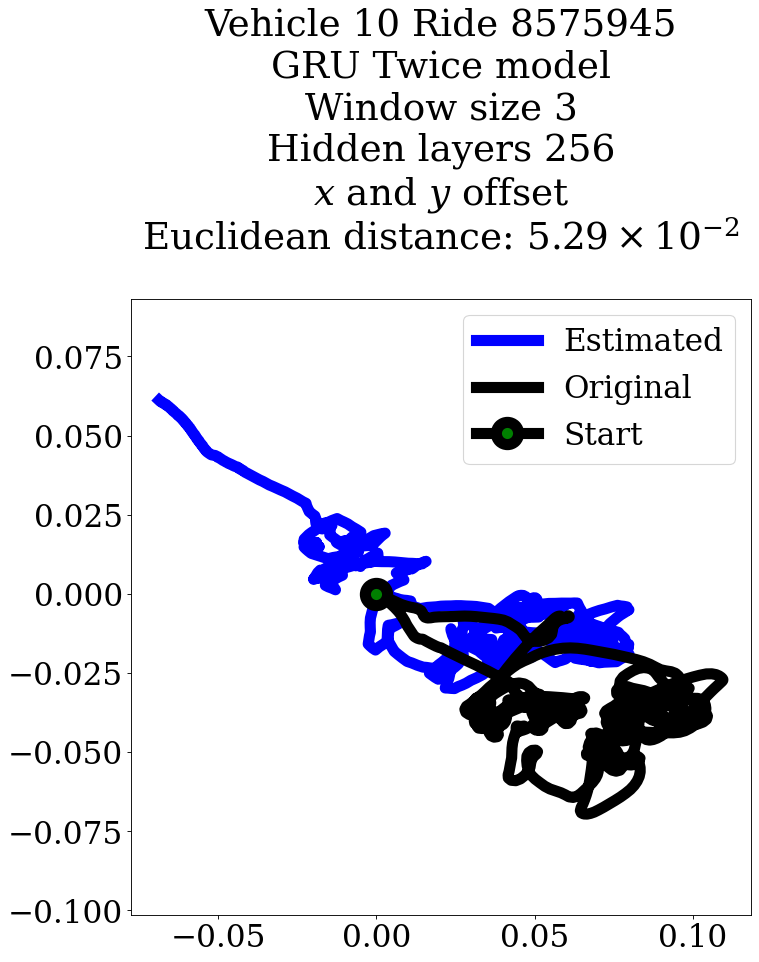 Vehicle 10 Ride 8575945
GRU Twice model
Window size 3
Hidden layers 256
x and y offset
Euclidean distance: 5.29 × 10⁻²
Estimated
Original
Start
0.075
0.050
0.025
0.000
−0.025
−0.050
−0.075
−0.100
−0.05
0.00
0.05
0.10